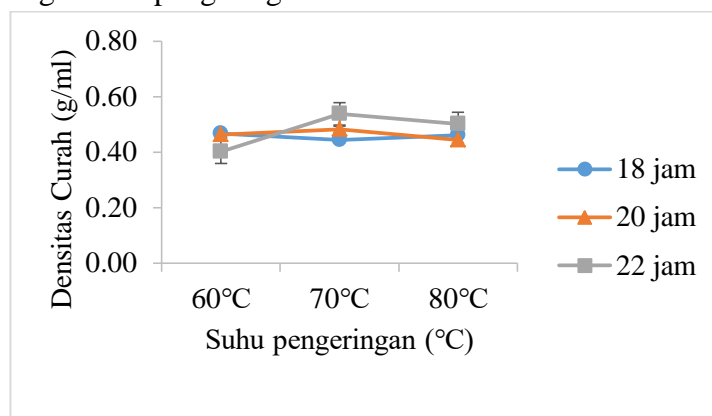 Densitas Curah (g/ml)
0.80
0.60
0.40
0.20
0.00
60°C 70°C 80°C
Suhu pengeringan (°C)
18 jam
20 jam
22 jam